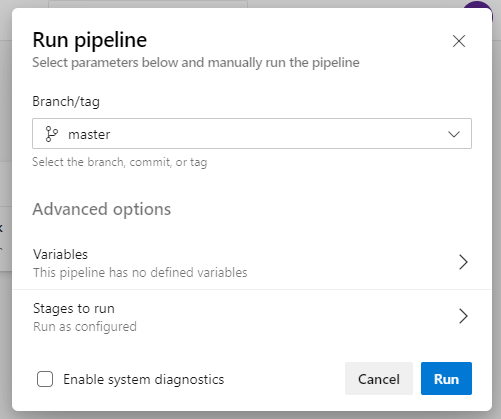 Run pipeline
Select parameters below and manually run the pipeline
Branch/tag
master
Select the branch, commit, or tag
Advanced options
Variables
This pipeline has no defined variables
Stages to run
Run as configured
Enable system diagnostics
Cancel
Run